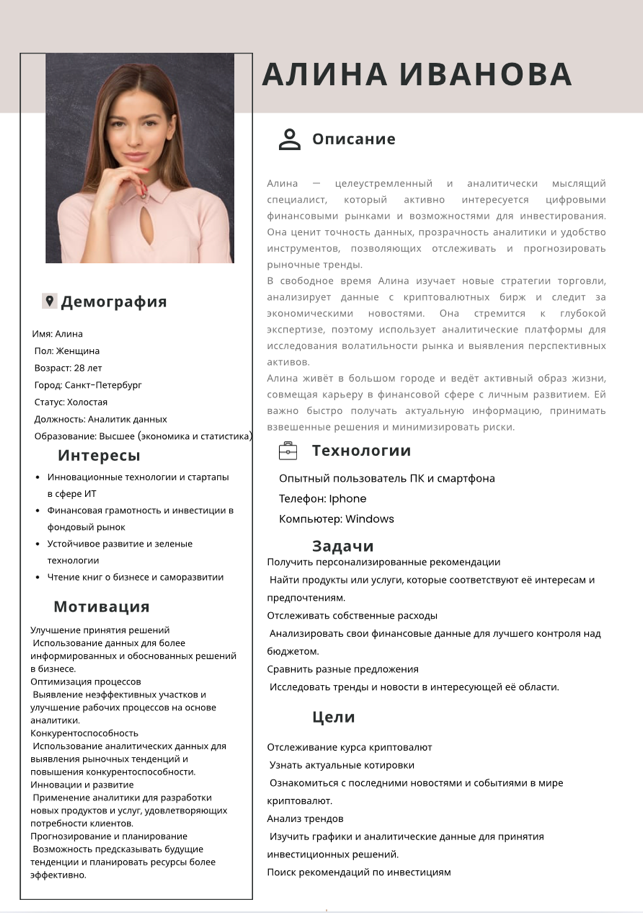 АЛИНА ИВАНОВА
Описание
Алина — целеустремленный и аналитически мыслящий
специалист, который активно интересуется цифровыми
финансовыми рынками и возможностями для инвестирования.
Она ценит точность данных, прозрачность аналитики и удобство
инструментов, позволяющих отслеживать и прогнозировать
рыночные тренды.
В свободное время Алина изучает новые стратегии торговли,
анализирует данные с криптовалютных бирж и следит за
экономическими новостями. Она стремится к глубокой
экспертизе, поэтому использует аналитические платформы для
исследования волатильности рынка и выявления перспективных
активов.
Алина живёт в большом городе и ведёт активный образ жизни,
совмещая карьеру в финансовой сфере с личным развитием. Ей
важно быстро получать актуальную информацию, принимать
взвешенные решения и минимизировать риски.
Технологии
Опытный пользователь ПК и смартфона
Телефон: Iphone
Компьютер: Windows
Задачи
Получить персонализированные рекомендации
Найти продукты или услуги, которые соответствуют её интересам и
предпочтениям.
Отслеживать собственные расходы
Анализировать свои финансовые данные для лучшего контроля над
бюджетом.
Сравнить разные предложения
Исследовать тренды и новости в интересующей её области.
Цели
Отслеживание курса криптовалют
Узнать актуальные котировки
Ознакомиться с последними новостями и событиями в мире
криптовалют.
Анализ трендов
Изучить графики и аналитические данные для принятия
инвестиционных решений.
Поиск рекомендаций по инвестициям
Демография
Имя: Алина
Пол: Женщина
Возраст: 28 лет
Город: Санкт-Петербург
Статус: Холостая
Должность: Аналитик данных
Образование: Высшее (экономика и статистика)
Интересы
• Инновационные технологии и стартапы
в сфере ИТ
• Финансовая грамотность и инвестиции в
фондовый рынок
• Устойчивое развитие и зеленые
технологии
• Чтение книг о бизнесе и саморазвитии
Мотивация
Улучшение принятия решений
Использование данных для более
информированных и обоснованных решений
в бизнесе.
Оптимизация процессов
Выявление неэффективных участков и
улучшение рабочих процессов на основе
аналитики.
Конкурентоспособность
Использование аналитических данных для
выявления рыночных тенденций и
повышения конкурентоспособности.
Инновации и развитие
Применение аналитики для разработки
новых продуктов и услуг, удовлетворяющих
потребности клиентов.
Прогнозирование и планирование
Возможность предсказывать будущие
тенденции и планировать ресурсы более
эффективно.